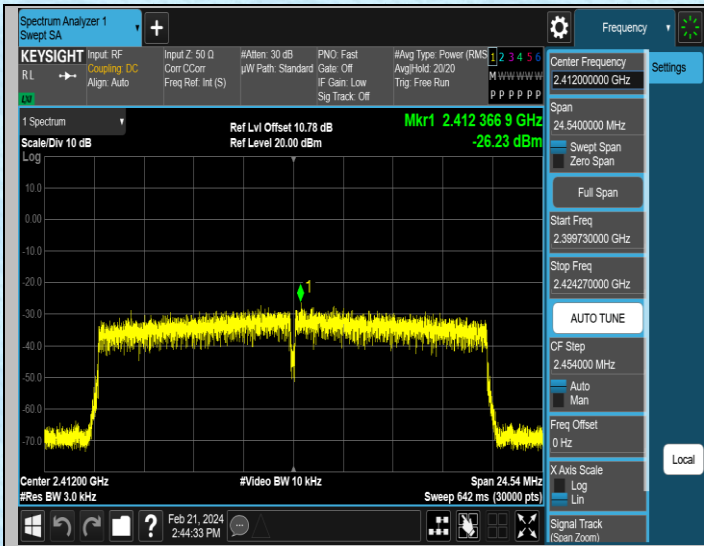 Spectrum Analyzer 1
Swept SA
+
Frequency
KEYSIGHT
RL
LXI
Input: RF
Coupling: DC
Align: Auto
Input Z: 50 Ω
Corr CCorr
Freq Ref: Int (S)
#Atten: 30 dB
µW Path: Standard
PNO: Fast
Gate: Off
IF Gain: Low
Sig Track: Off
#Avg Type: Power (RMS
Avg|Hold: 20/20
Trig: Free Run
1 2 3 4 5 6
M W W W W W
P P P P P P
1 Spectrum
Scale/Div 10 dB
Log
Ref Lvl Offset 10.78 dB
Ref Level 20.00 dBm
Mkr1 2.412 366 9 GHz
-26.23 dBm
10.0
0.00
-10.0
-20.0
-30.0
-40.0
-50.0
-60.0
-70.0
1
Center 2.41200 GHz
#Res BW 3.0 kHz
#Video BW 10 kHz
Span 24.54 MHz
Sweep 642 ms (30000 pts)
?
Feb 21, 2024
2:44:33 PM
Center Frequency
2.412000000 GHz
Span
24.5400000 MHz
Swept Span
Zero Span
Full Span
Start Freq
2.399730000 GHz
Stop Freq
2.424270000 GHz
AUTO TUNE
CF Step
2.454000 MHz
Auto
Man
Freq Offset
0 Hz
X Axis Scale
Log
Lin
Signal Track
(Span Zoom)
Settings
Local